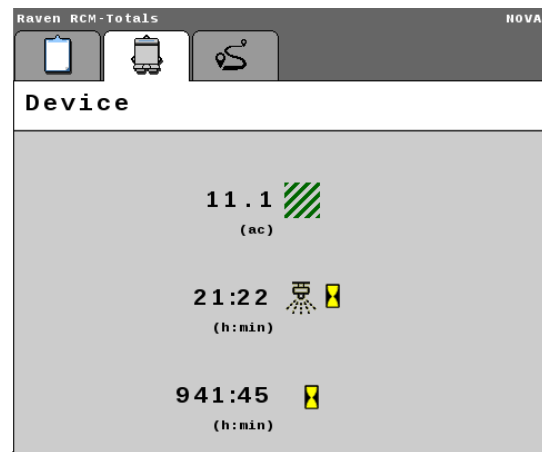 Raven RCM-Totals NOVA
Device
11.1
(ac)
21:22
(h:min)
941:45
(h:min)